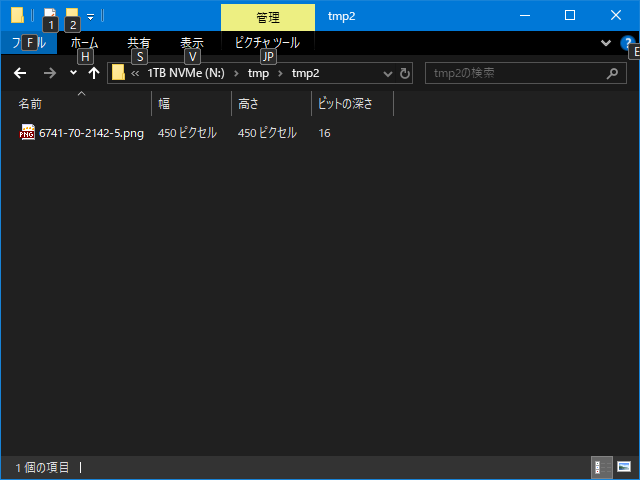 1 2 管理 tmp2
ファイル ホーム 共有 表示 ピクチャ ツール ?
F H S V JP E
« 1TB NVMe (N:) › tmp › tmp2 tmp2の検索
名前 幅 高さ ビットの深さ
PNG 6741-70-2142-5.png 450 ピクセル 450 ピクセル 16
1 個の項目